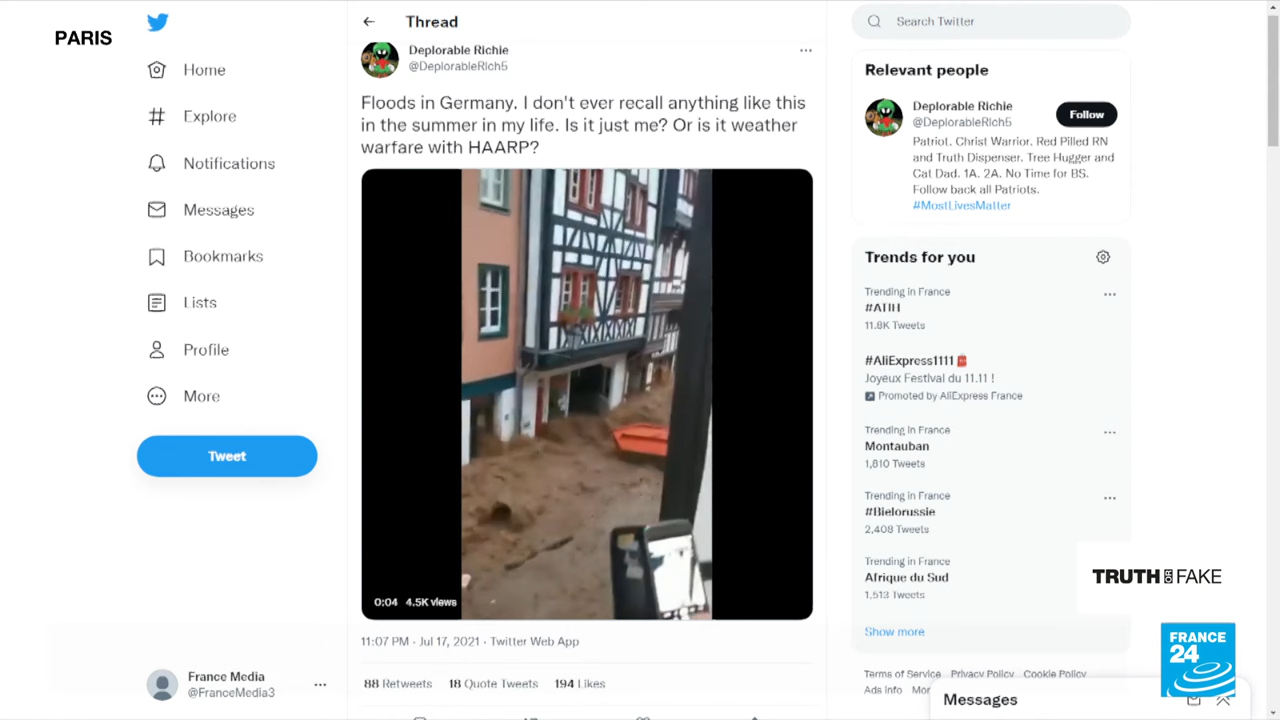 PARIS
Home
Explore
Notifications
Messages
Bookmarks
Lists
Profile
More
Tweet
France Media
@FranceMedia3
Thread
Deplorable Richie
@DeplorableRich5
Floods in Germany. I don't ever recall anything like this
in the summer in my life. Is it just me? Or is it weather
warfare with HAARP?
0:04 4.5K views
11:07 PM · Jul 17, 2021 · Twitter Web App
88 Retweets 18 Quote Tweets 194 Likes
Search Twitter
Relevant people
Deplorable Richie
@DeplorableRich5
Follow
Patriot. Christ Warrior. Red Pilled RN
and Truth Dispenser. Tree Hugger and
Cat Dad. 1A. 2A. No Time for BS.
Follow back all Patriots.
#MostLivesMatter
Trends for you
Trending in France
11.8K Tweets
#AliExpress1111
Joyeux Festival du 11.11 !
Promoted by AliExpress France
Trending in France
Montauban
1,810 Tweets
Trending in France
#Bielorussie
2,408 Tweets
Trending in France
Afrique du Sud
1,513 Tweets
Show more
Terms of Service Privacy Policy Cookie Policy
Ads info
Messages
TRUTH OR FAKE
FRANCE
24